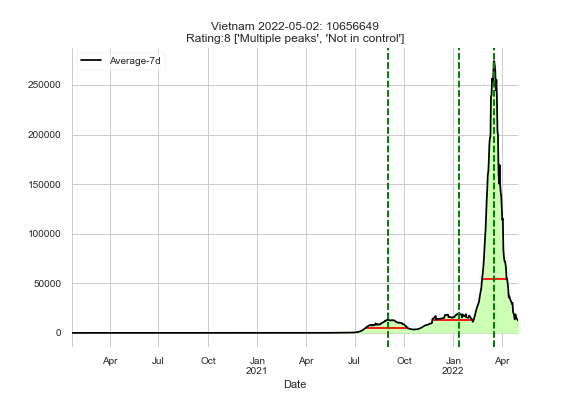 Vietnam 2022-05-02: 10656649
Rating:8 ['Multiple peaks', 'Not in control']
Average-7d
250000
200000
150000
100000
50000
0
Apr Jul Oct Jan Apr Jul Oct Jan Apr
2021 2022
Date